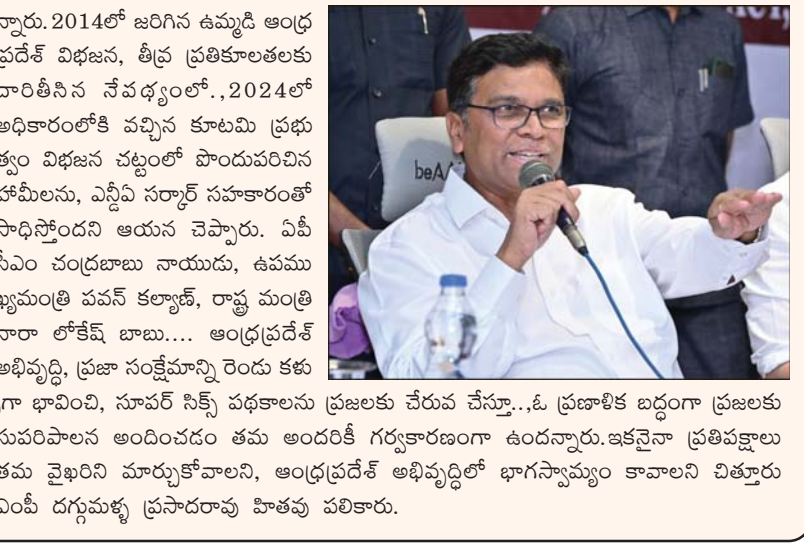 న్నారు. 2014లో జరిగిన ఉమ్మడి ఆంధ్ర
ప్రదేశ్ విభజన, తీవ్ర ప్రతికూలతలకు
దారితీసిన నేపథ్యంలో.,2024లో
అధికారంలోకి వచ్చిన కూటమి ప్రభు
త్వం విభజన చట్టంలో పొందుపరిచిన
హామీలను, ఎన్డీఏ సర్కార్ సహకారంతో
సాధిస్తోందని ఆయన చెప్పారు. ఏపీ
సీఎం చంద్రబాబు నాయుడు, ఉపము
ఖ్యమంత్రి పవన్ కల్యాణ్, రాష్ట్ర మంత్రి
నారా లోకేష్ బాబు.... ఆంధ్రప్రదేశ్
అభివృద్ధి, ప్రజా సంక్షేమాన్ని రెండు కళు
గా భావించి, సూపర్ సిక్స్ పథకాలను ప్రజలకు చేరువ చేస్తూ..,ఓ ప్రణాళిక బద్ధంగా ప్రజలకు
సుపరిపాలన అందించడం తమ అందరికీ గర్వకారణంగా ఉందన్నారు.ఇకనైనా ప్రతిపక్షాలు
తమ వైఖరిని మార్చుకోవాలని, ఆంధ్రప్రదేశ్ అభివృద్ధిలో భాగస్వామ్యం కావాలని చిత్తూరు
ఎంపీ దగ్గుమళ్ళ ప్రసాదరావు హితవు పలికారు.